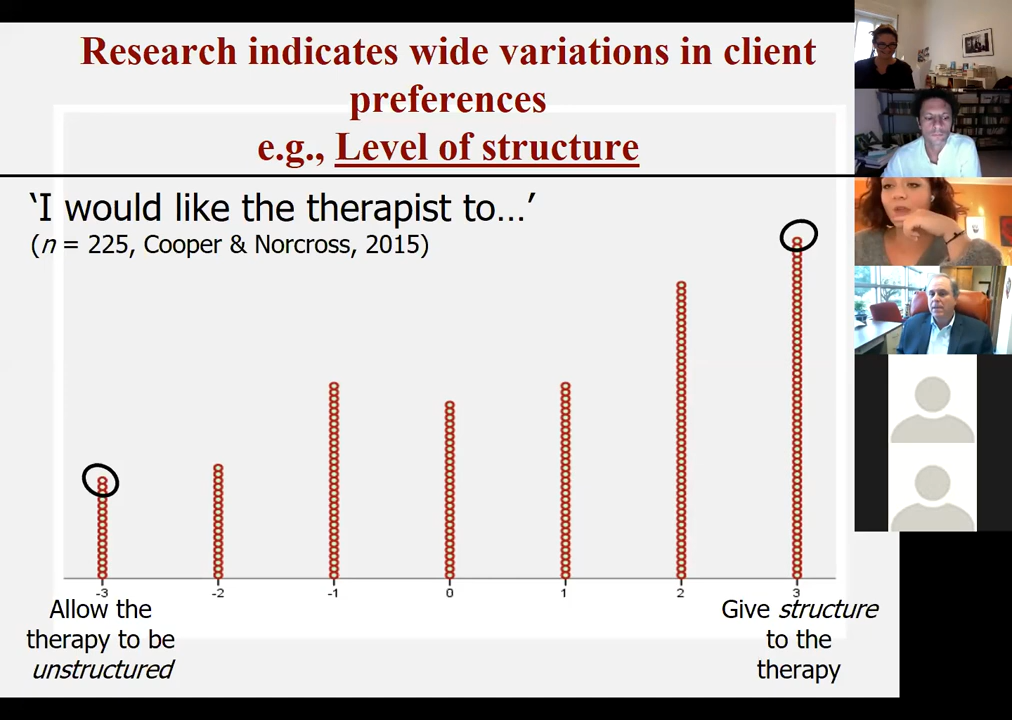 Research indicates wide variations in client
preferences
e.g., Level of structure
‘I would like the therapist to…’
(n = 225, Cooper & Norcross, 2015)
-3 -2 -1 0 1 2 3
Allow the
therapy to be
unstructured
Give structure
to the
therapy